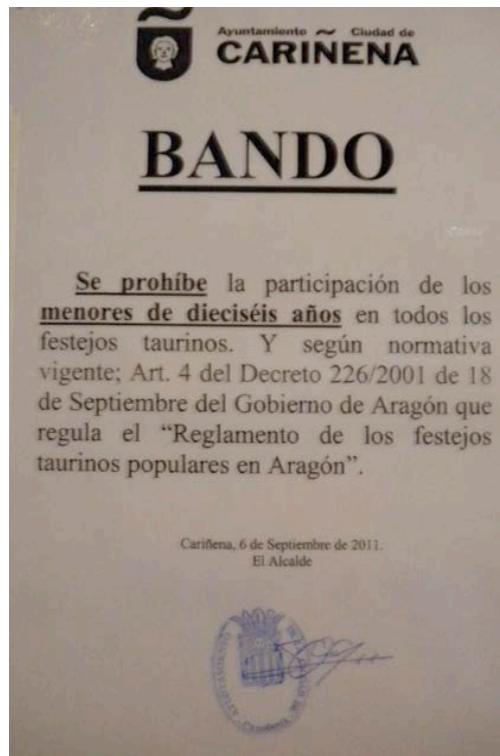 Ayuntamiento ~ Ciudad de
CARIÑENA
BANDO
Se prohíbe la participación de los
menores de dieciséis años en todos los
festejos taurinos. Y según normativa
vigente; Art. 4 del Decreto 226/2001 de 18
de Septiembre del Gobierno de Aragón que
regula el “Reglamento de los festejos
taurinos populares en Aragón”.
Cariñena, 6 de Septiembre de 2011.
El Alcalde